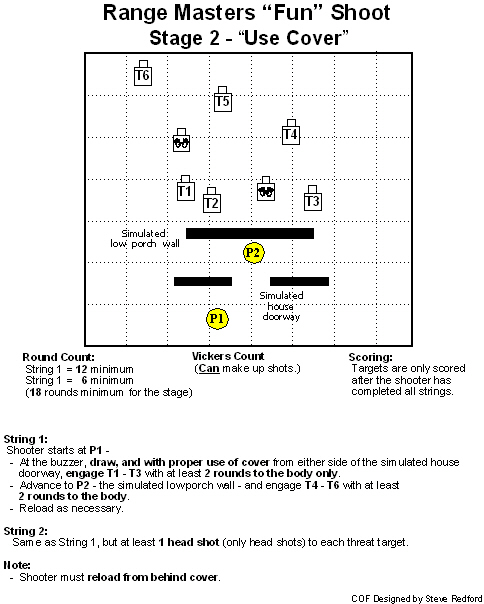 Range Masters “Fun” Shoot
Stage 2 - “Use Cover”
T6
T5
T4
T1
T2
T3
Simulated
low porch wall
P2
Simulated
house
doorway
P1
Round Count:
String 1 = 12 minimum
String 1 = 6 minimum
(18 rounds minimum for the stage)
Vickers Count
(Can make up shots.)
Scoring:
Targets are only scored
after the shooter has
completed all strings.
String 1:
Shooter starts at P1 -
- At the buzzer, draw, and with proper use of cover from either side of the simulated house
doorway, engage T1 - T3 with at least 2 rounds to the body only.
- Advance to P2 - the simulated lowporch wall - and engage T4 - T6 with at least
2 rounds to the body.
- Reload as necessary.
String 2:
Same as String 1, but at least 1 head shot (only head shots) to each threat target.
Note:
- Shooter must reload from behind cover.
COF Designed by Steve Redford